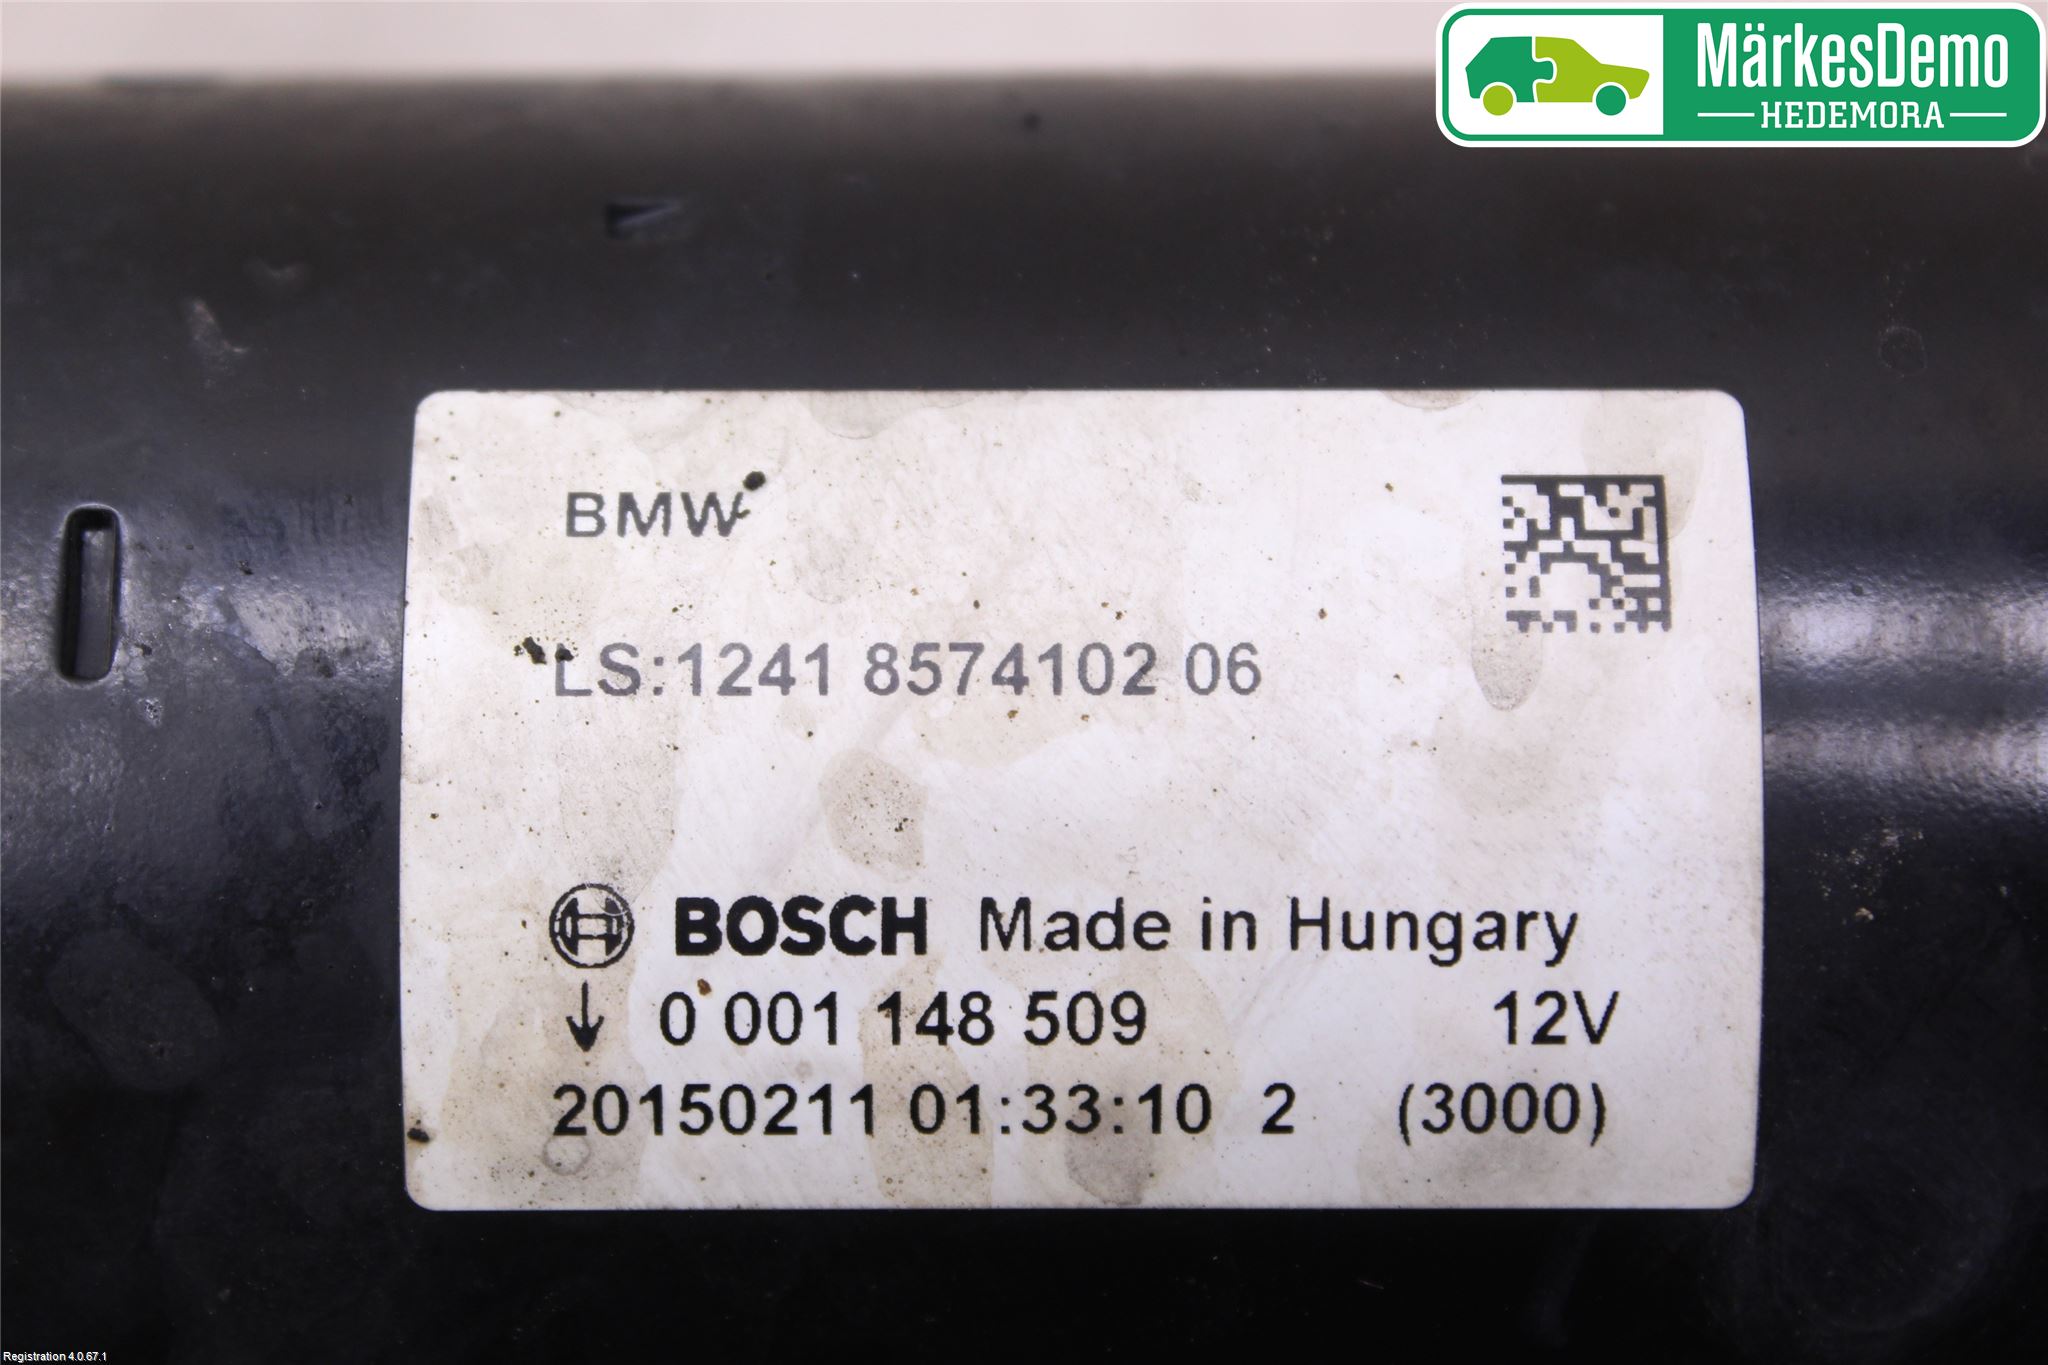 MärkesDemo
HEDEMORA
BMW
LS:1241 8574102 06
BOSCH Made in Hungary
0 001 148 509 12V
20150211 01:33:10 2 (3000)
Registration 4.0.67.1